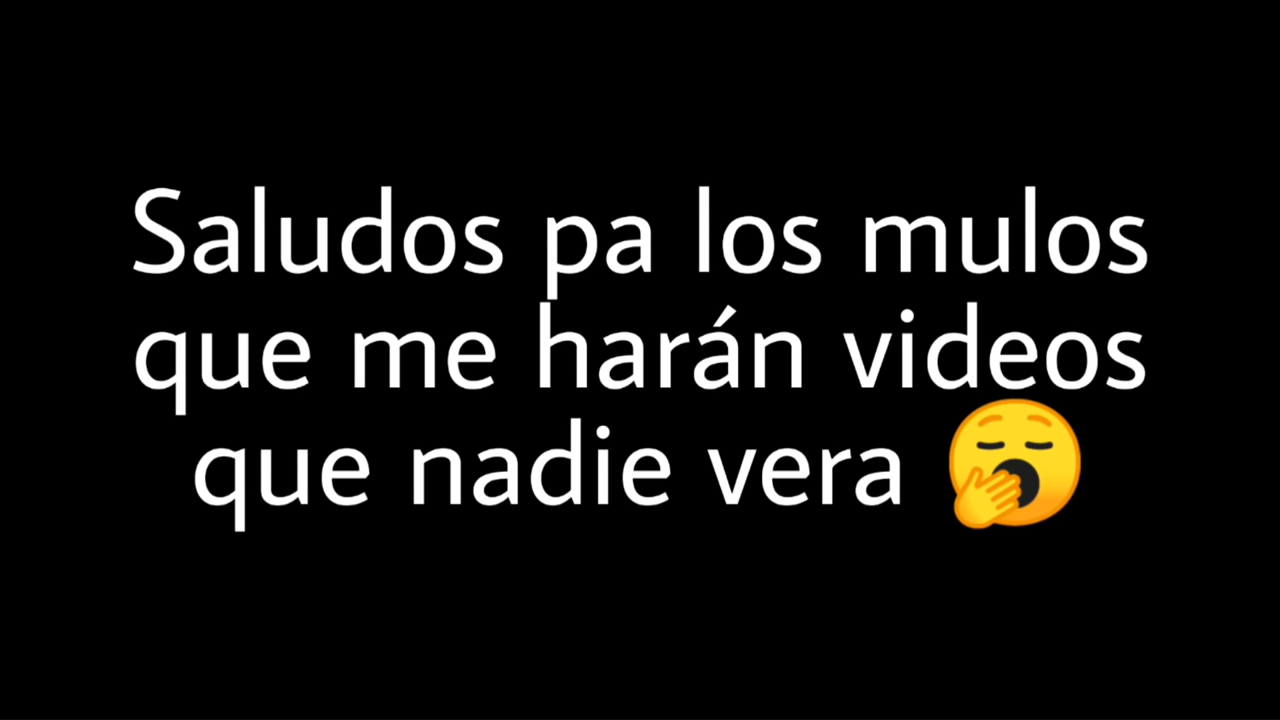 Saludos pa los mulos
que me harán videos
que nadie vera 🥱